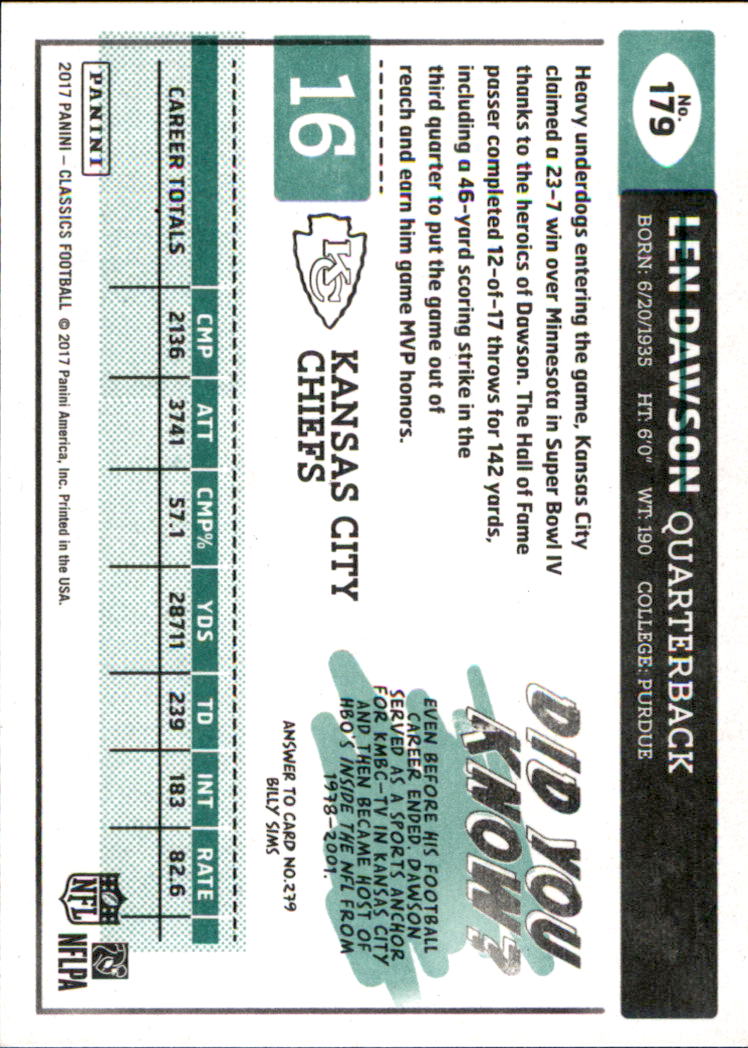 No.
179
LEN DAWSON QUARTERBACK
BORN: 6/20/1935 HT: 6'0" WT: 190 COLLEGE: PURDUE
Heavy underdogs entering the game, Kansas City
claimed a 23-7 win over Minnesota in Super Bowl IV
thanks to the heroics of Dawson. The Hall of Fame
passer completed 12-of-17 throws for 142 yards,
including a 46-yard scoring strike in the
third quarter to put the game out of
reach and earn him game MVP honors.
DID YOU
KNOW?
EVEN BEFORE HIS FOOTBALL
CAREER ENDED, DAWSON
SERVED AS A SPORTS ANCHOR
FOR KMBC-TV IN KANSAS CITY
AND THEN BECAME HOST OF
HBO'S INSIDE THE NFL FROM
1978-2001.
ANSWER TO CARD NO.279
BILLY SIMS
16
KC
KANSAS CITY
CHIEFS
CMP ATT CMP% YDS TD INT RATE
CAREER TOTALS 2136 3741 57.1 28711 239 183 82.6
PANINI
2017 PANINI – CLASSICS FOOTBALL © 2017 Panini America, Inc. Printed in the USA.
NFL
NFLPA